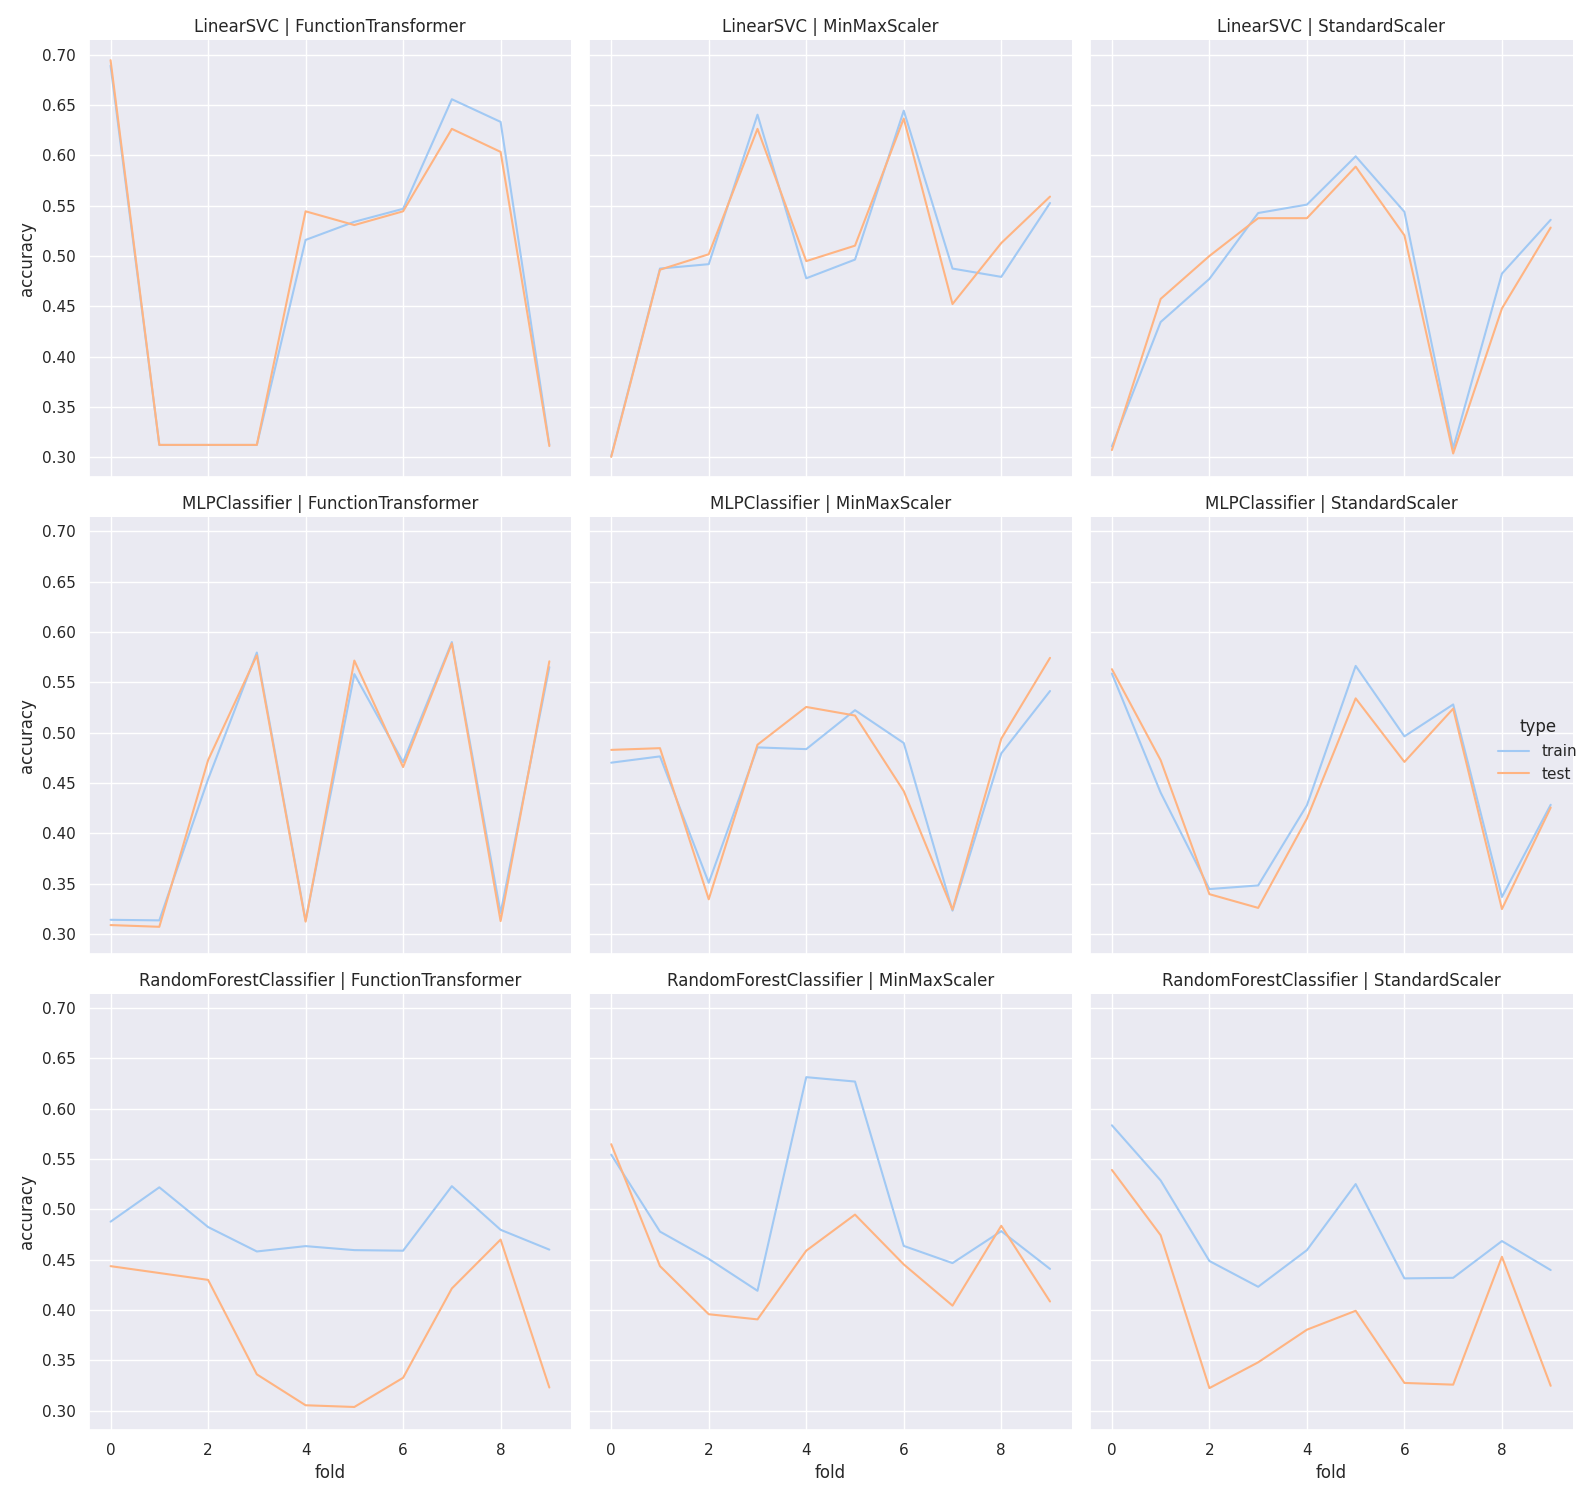 LinearSVC | FunctionTransformer
LinearSVC | MinMaxScaler
LinearSVC | StandardScaler
0.70
0.65
0.60
0.55
0.50
0.45
0.40
0.35
0.30
accuracy
MLPClassifier | FunctionTransformer
MLPClassifier | MinMaxScaler
MLPClassifier | StandardScaler
0.70
0.65
0.60
0.55
0.50
0.45
0.40
0.35
0.30
accuracy
type
train
test
RandomForestClassifier | FunctionTransformer
RandomForestClassifier | MinMaxScaler
RandomForestClassifier | StandardScaler
0.70
0.65
0.60
0.55
0.50
0.45
0.40
0.35
0.30
accuracy
0 2 4 6 8
0 2 4 6 8
0 2 4 6 8
fold
fold
fold